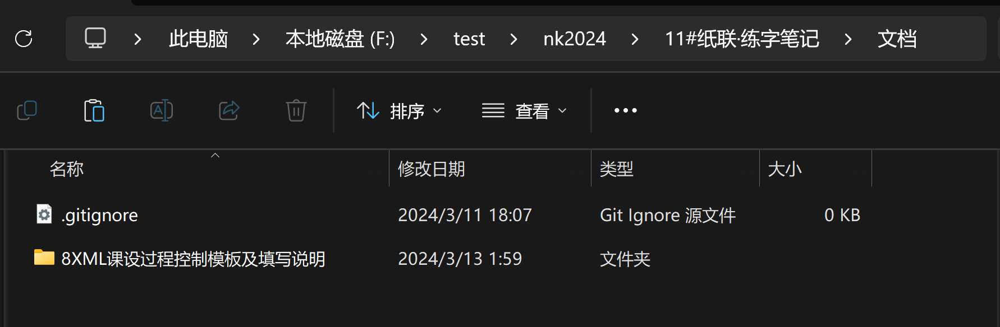 此电脑 本地磁盘 (F:) test nk2024 11#纸联·练字笔记 文档
排序 查看
名称 修改日期 类型 大小
.gitignore 2024/3/11 18:07 Git Ignore 源文件 0 KB
8XML课设过程控制模板及填写说明 2024/3/13 1:59 文件夹